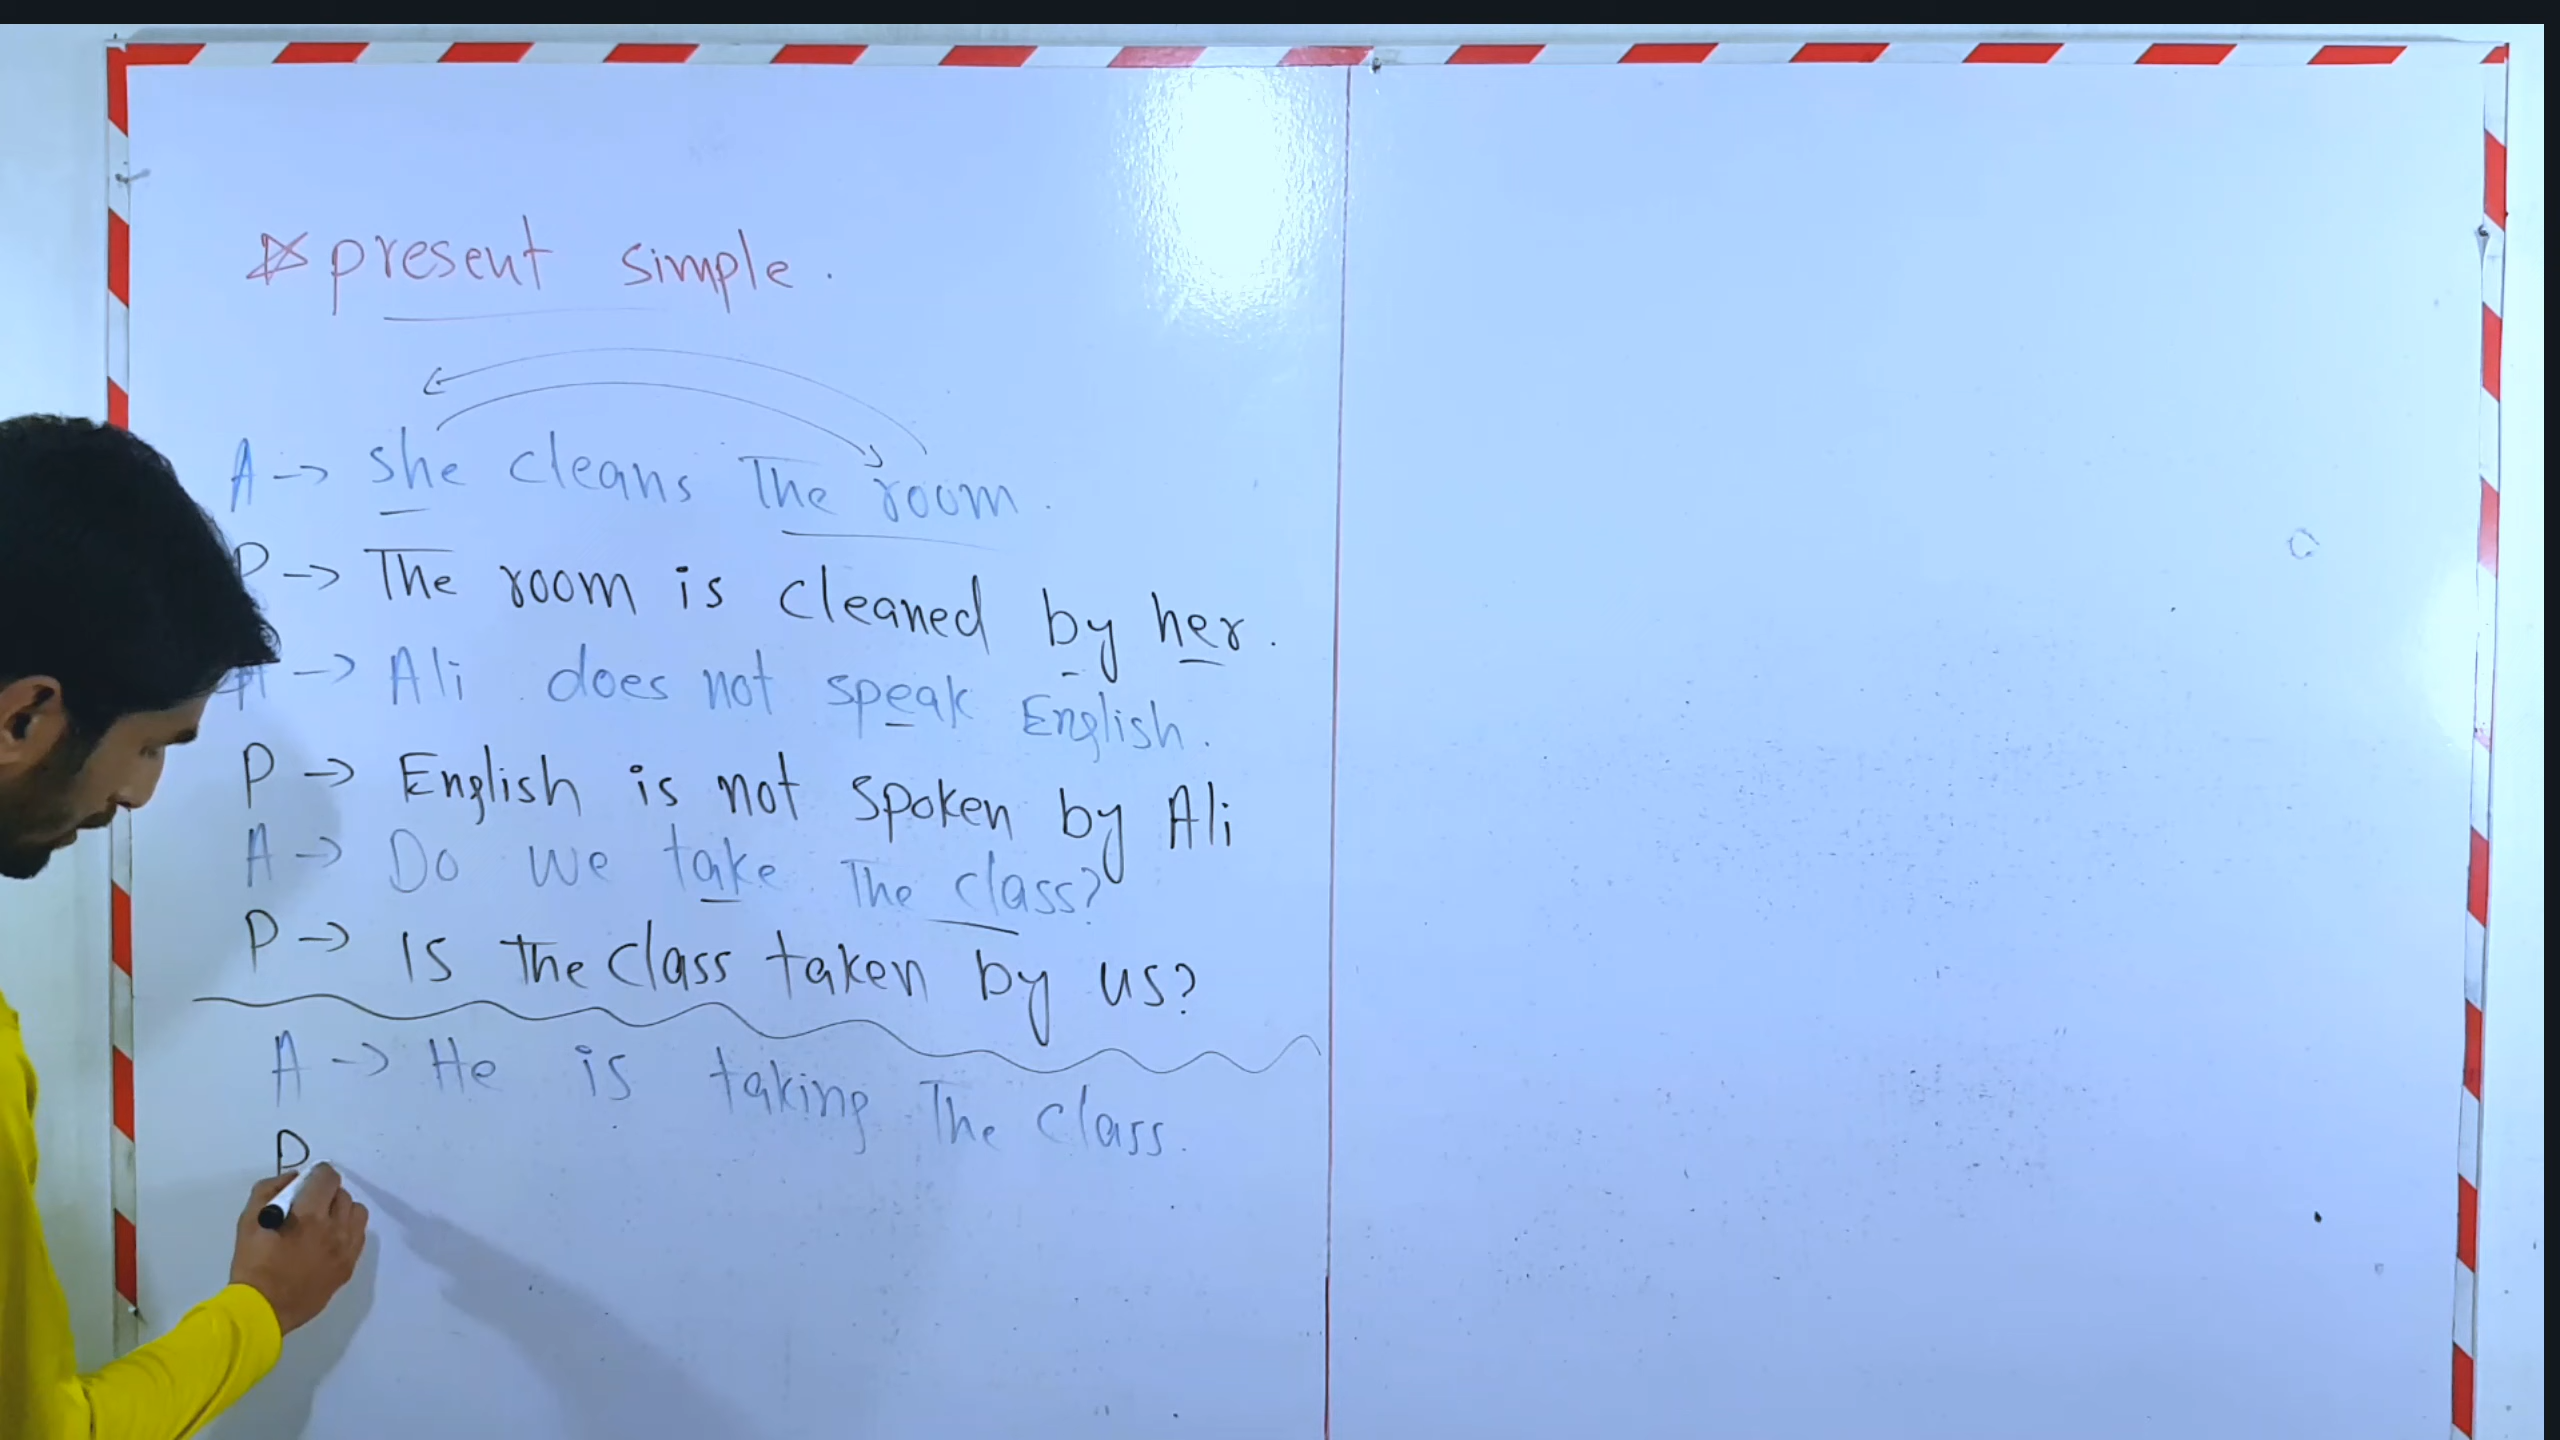 present simple.
A → she cleans The room.
P → The room is cleaned by her.
A → Ali does not speak English.
P → English is not spoken by Ali
A → Do we take The class?
P → Is The class taken by us?
A → He is taking The class.
P